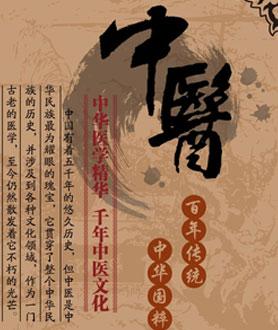 中醫
百年传统
中华国粹
中华医学精华 千年中医文化
中国有着五千年的悠久历史，但中医是中
华民族最为耀眼的瑰宝，它贯穿了整个中华民
族的历史，并涉及到各种文化领域，作为一门
古老的医学，至今仍然散发着它不朽的光芒。